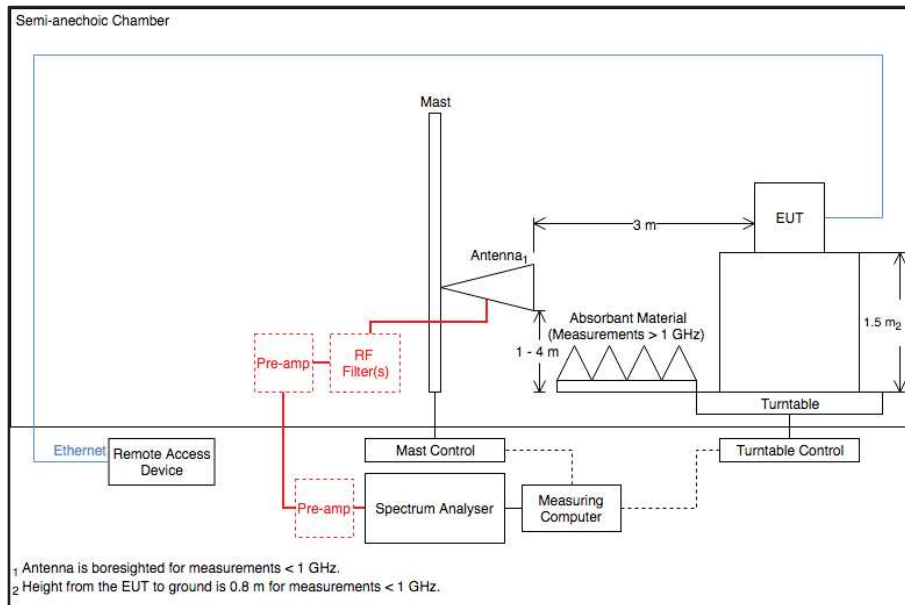 Semi-anechoic Chamber
Mast
EUT
3 m
Antenna1
1.5 m2
Absorbant Material
(Measurements > 1 GHz)
1 - 4 m
Pre-amp
RF
Filter(s)
Turntable
Ethernet
Remote Access
Device
Mast Control
Turntable Control
Pre-amp
Spectrum Analyser
Measuring
Computer
1 Antenna is boresighted for measurements < 1 GHz.
2 Height from the EUT to ground is 0.8 m for measurements < 1 GHz.